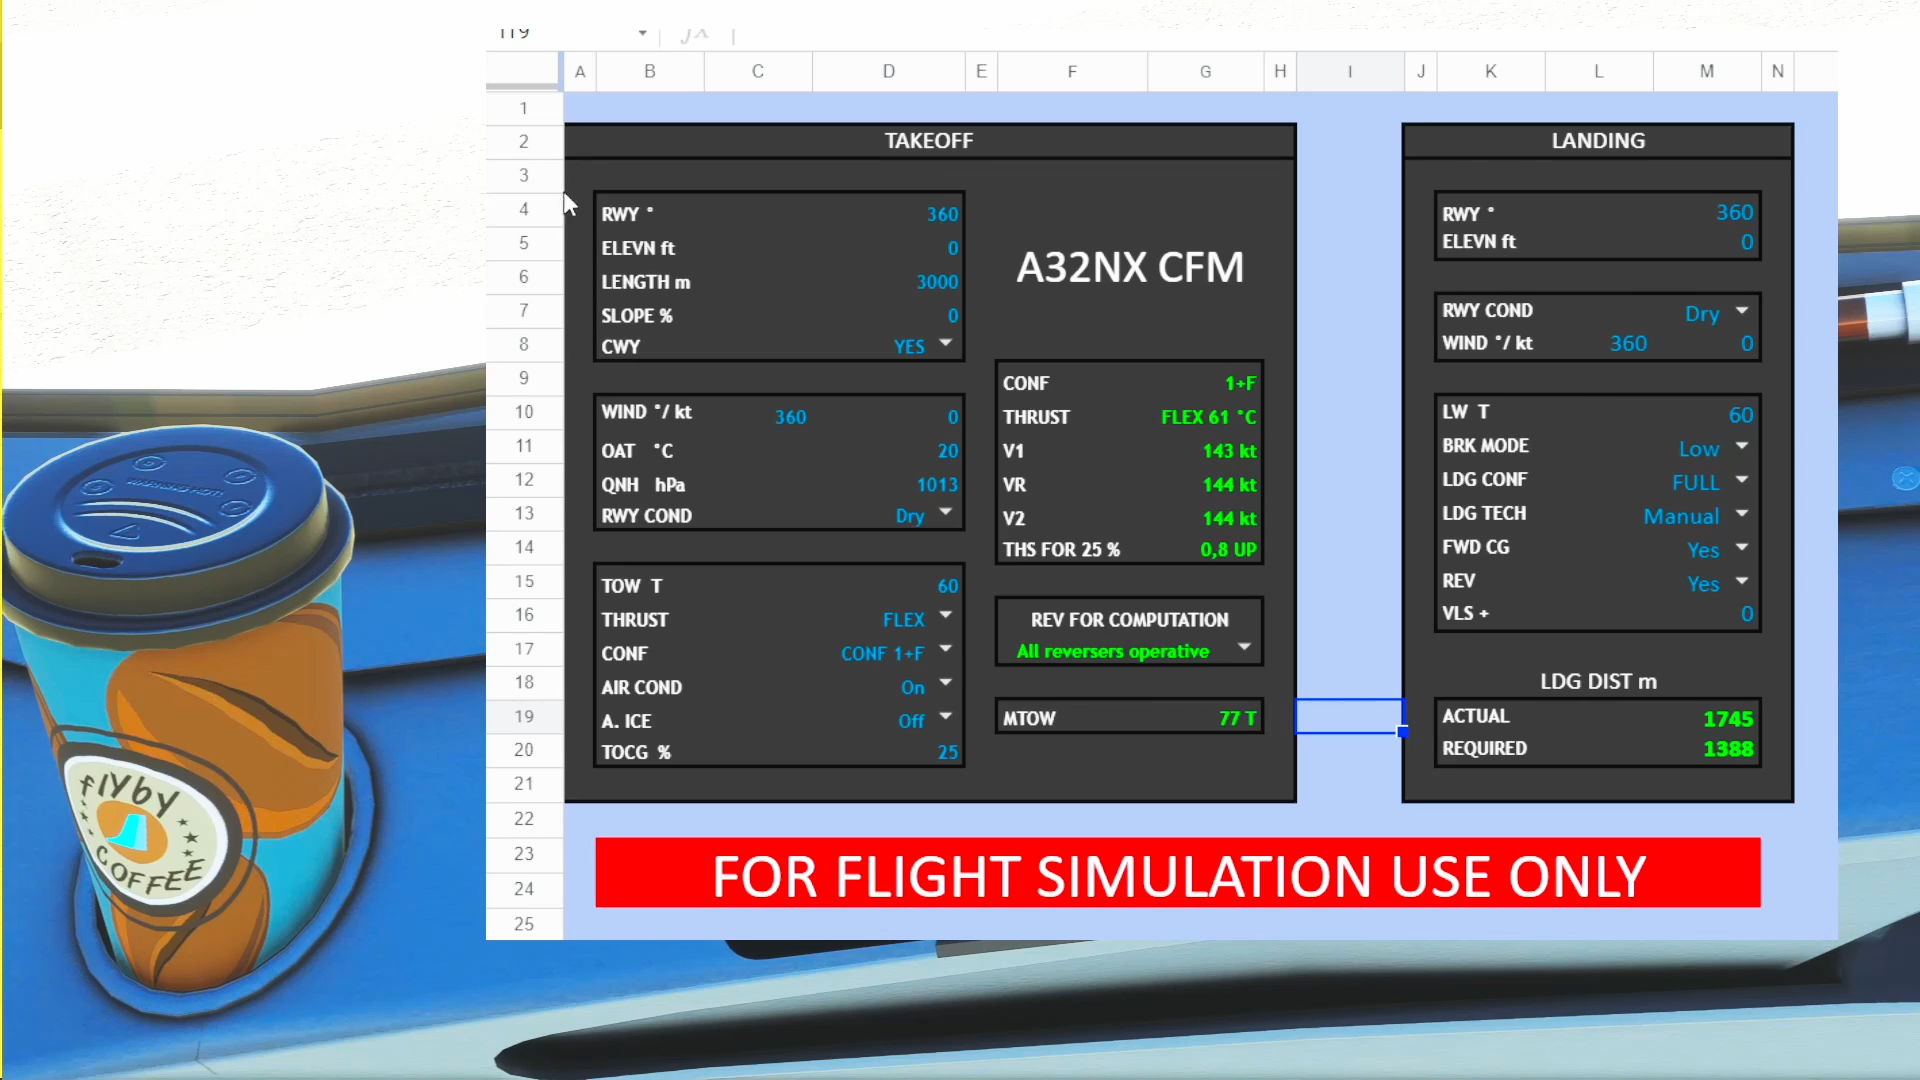 A B C D E F G H I J K L M N
1
2
3
4
5
6
7
8
9
10
11
12
13
14
15
16
17
18
19
20
21
22
23
24
25
TAKEOFF
RWY ° 360
ELEVN ft 0
LENGTH m 3000
SLOPE % 0
CWY YES
WIND °/ kt 360 0
OAT °C 20
QNH hPa 1013
RWY COND Dry
TOW T 60
THRUST FLEX
CONF CONF 1+F
AIR COND On
A. ICE Off
TOCG % 25
A32NX CFM
CONF 1+F
THRUST FLEX 61 °C
V1 143 kt
VR 144 kt
V2 144 kt
THS FOR 25 % 0,8 UP
REV FOR COMPUTATION
All reversers operative
MTOW 77 T
LANDING
RWY ° 360
ELEVN ft 0
RWY COND Dry
WIND °/ kt 360 0
LW T 60
BRK MODE Low
LDG CONF FULL
LDG TECH Manual
FWD CG Yes
REV Yes
VLS + 0
LDG DIST m
ACTUAL 1745
REQUIRED 1388
FOR FLIGHT SIMULATION USE ONLY
flyby
COFFEE